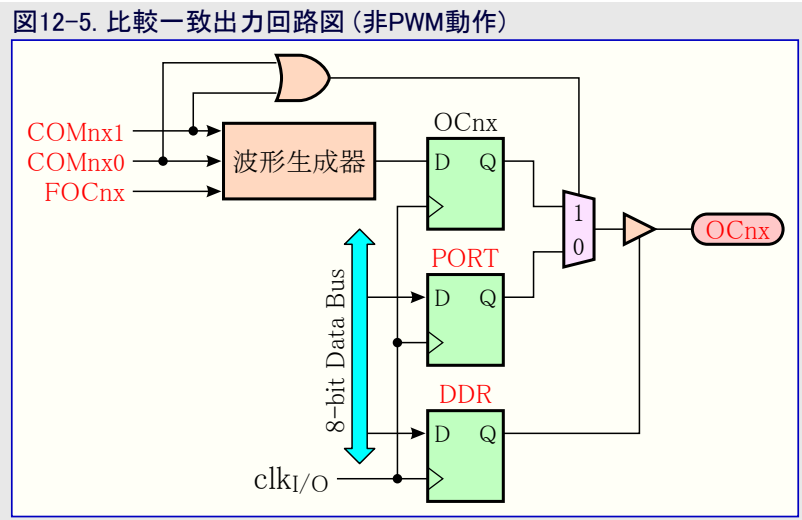 図12-5. 比較一致出力回路図 (非PWM動作)
COMnx1
COMnx0
FOCnx
波形生成器
OCnx
D Q
1
0
OCnx
PORT
D Q
8-bit Data Bus
DDR
D Q
clkI/O